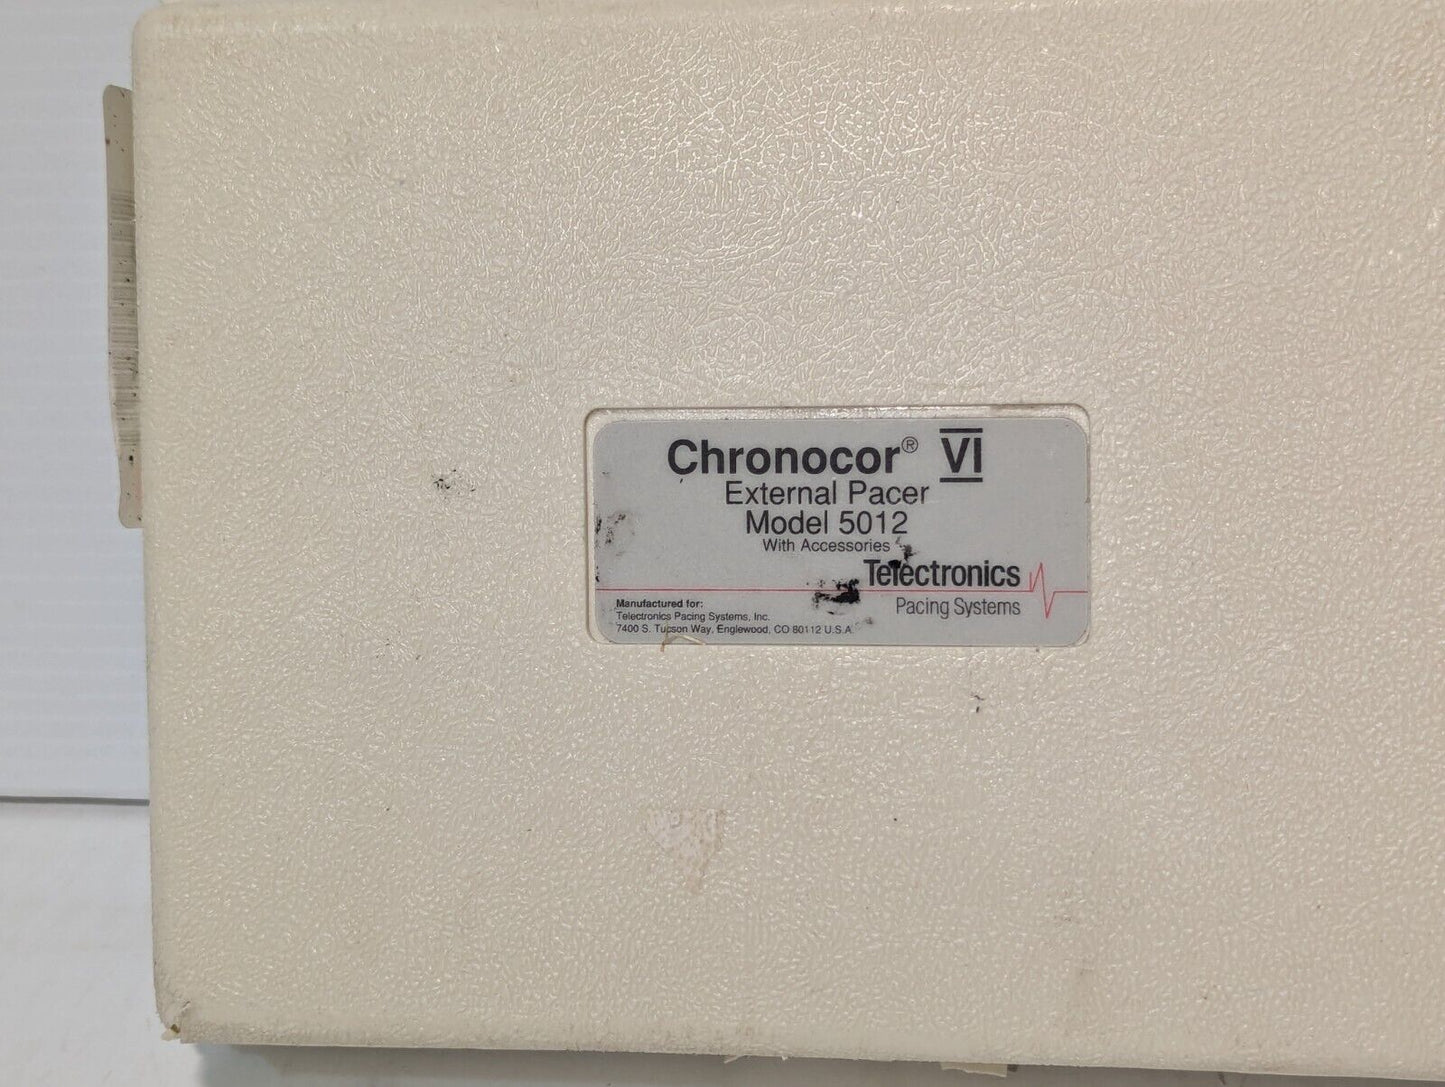 Chronocor® VI
External Pacer
Model 5012
With Accessories
Telectronics
Pacing Systems
Manufactured for:
Telectronics Pacing Systems, Inc.
7400 S. Tucson Way, Englewood, CO 80112 U.S.A.